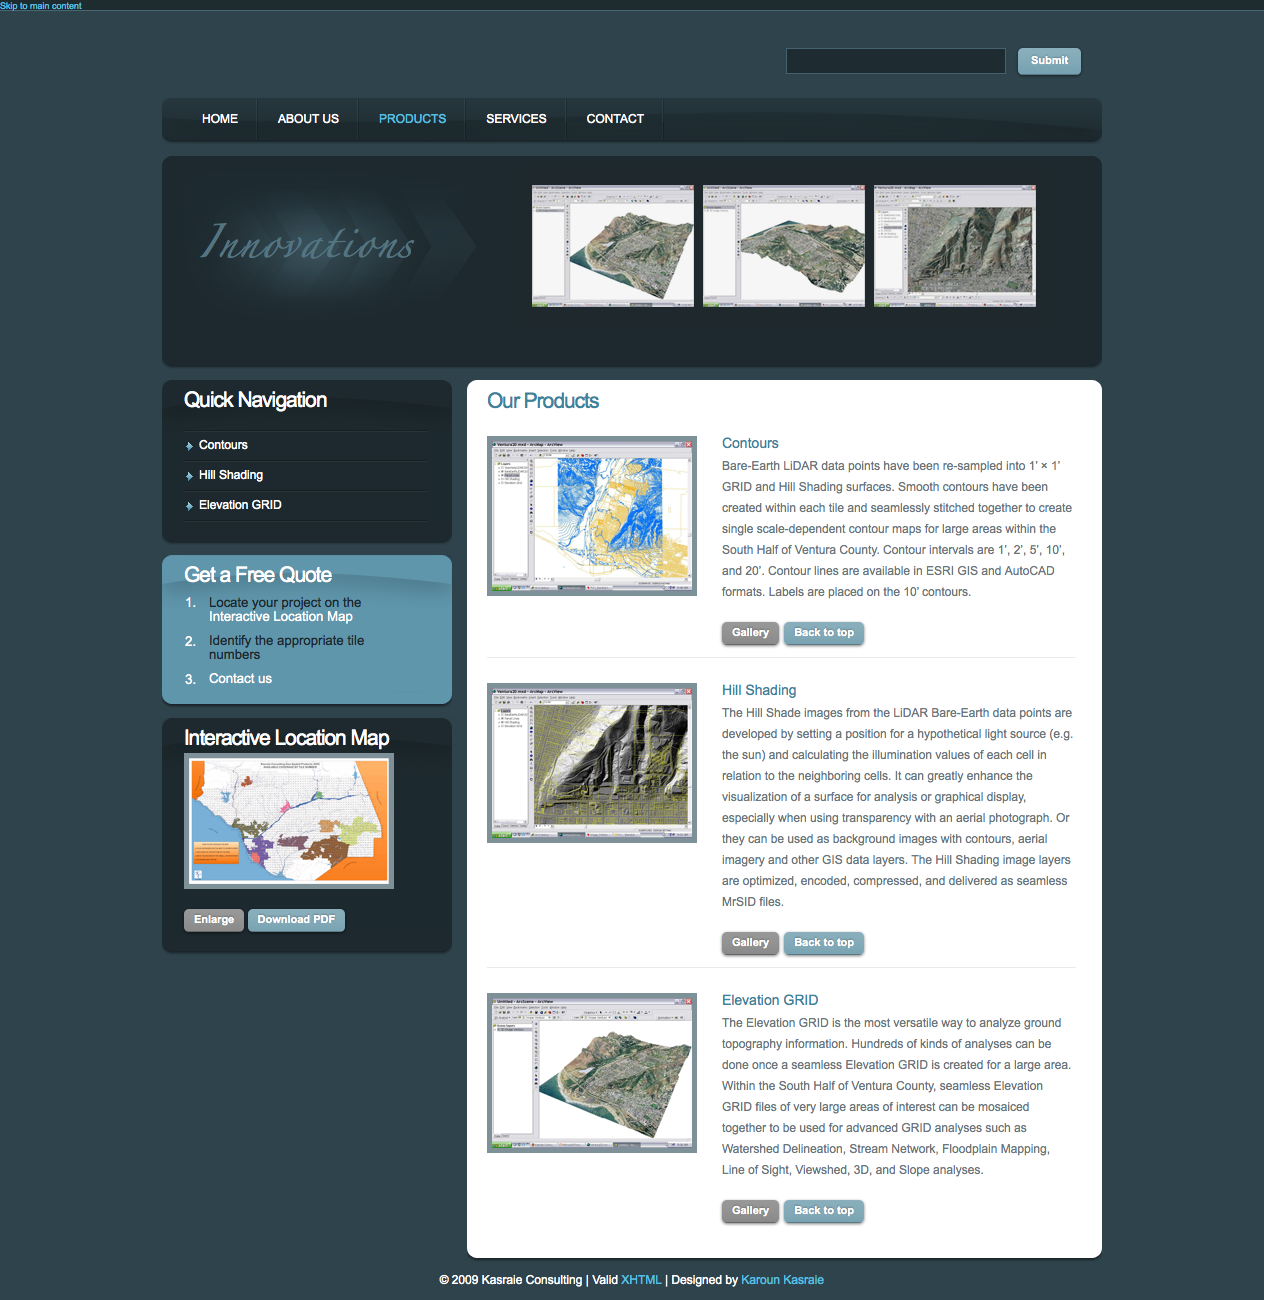 Skip to main content
Submit
HOME
ABOUT US
PRODUCTS
SERVICES
CONTACT
Innovations
Quick Navigation
Contours
Hill Shading
Elevation GRID
Get a Free Quote
1. Locate your project on the
Interactive Location Map
2. Identify the appropriate tile
numbers
3. Contact us
Interactive Location Map
Enlarge
Download PDF
Our Products
Contours
Bare-Earth LiDAR data points have been re-sampled into 1' × 1'
GRID and Hill Shading surfaces. Smooth contours have been
created within each tile and seamlessly stitched together to create
single scale-dependent contour maps for large areas within the
South Half of Ventura County. Contour intervals are 1', 2', 5', 10',
and 20'. Contour lines are available in ESRI GIS and AutoCAD
formats. Labels are placed on the 10' contours.
Gallery
Back to top
Hill Shading
The Hill Shade images from the LiDAR Bare-Earth data points are
developed by setting a position for a hypothetical light source (e.g.
the sun) and calculating the illumination values of each cell in
relation to the neighboring cells. It can greatly enhance the
visualization of a surface for analysis or graphical display,
especially when using transparency with an aerial photograph. Or
they can be used as background images with contours, aerial
imagery and other GIS data layers. The Hill Shading image layers
are optimized, encoded, compressed, and delivered as seamless
MrSID files.
Gallery
Back to top
Elevation GRID
The Elevation GRID is the most versatile way to analyze ground
topography information. Hundreds of kinds of analyses can be
done once a seamless Elevation GRID is created for a large area.
Within the South Half of Ventura County, seamless Elevation
GRID files of very large areas of interest can be mosaiced
together to be used for advanced GRID analyses such as
Watershed Delineation, Stream Network, Floodplain Mapping,
Line of Sight, Viewshed, 3D, and Slope analyses.
Gallery
Back to top
© 2009 Kasraie Consulting | Valid XHTML | Designed by Karoun Kasraie